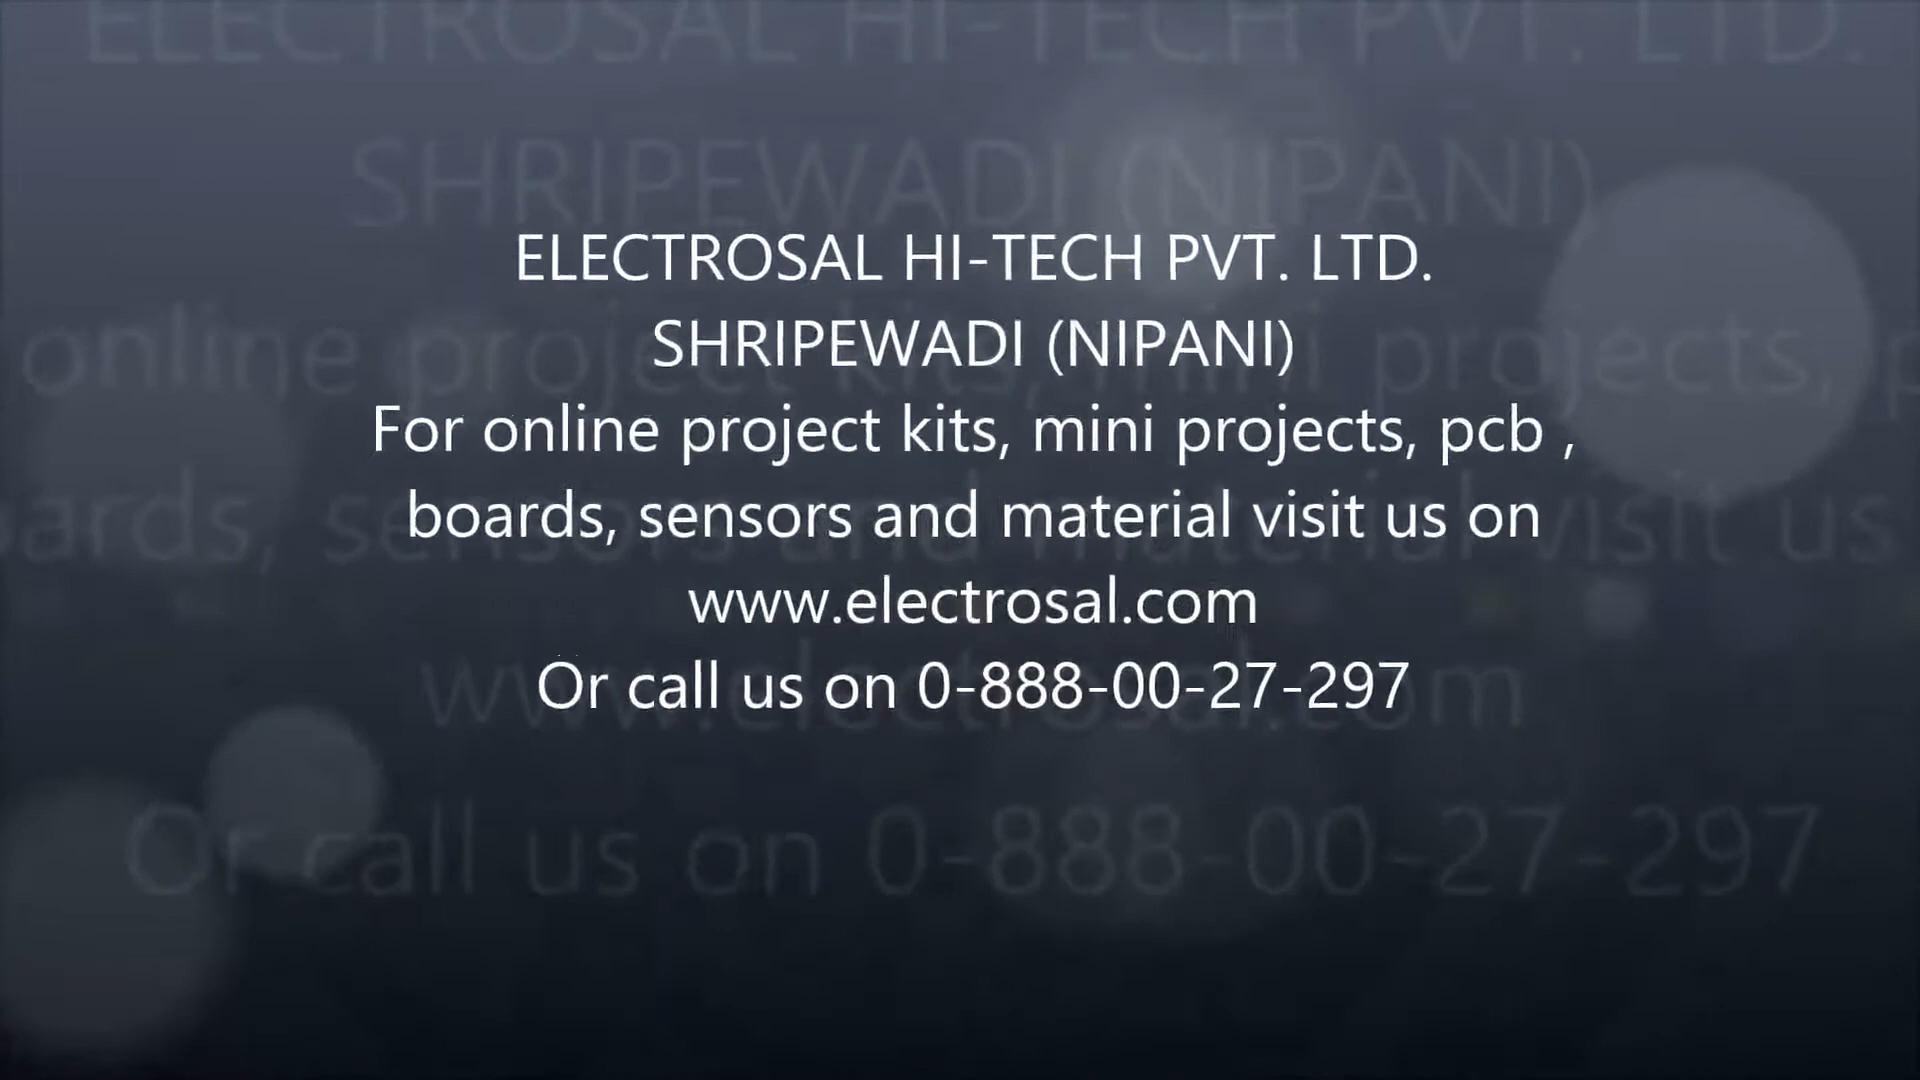 ELECTROSAL HI-TECH PVT. LTD.
SHRIPEWADI (NIPANI)
For online project kits, mini projects, pcb ,
boards, sensors and material visit us on
www.electrosal.com
Or call us on 0-888-00-27-297